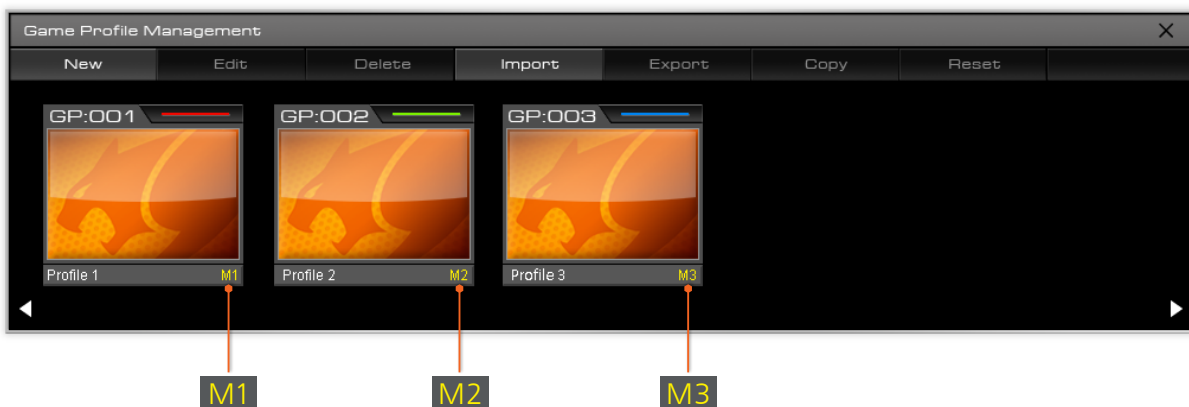 Game Profile Management
New Edit Delete Import Export Copy Reset
GP:001 GP:002 GP:003
Profile 1 M1 Profile 2 M2 Profile 3 M3
M1 M2 M3